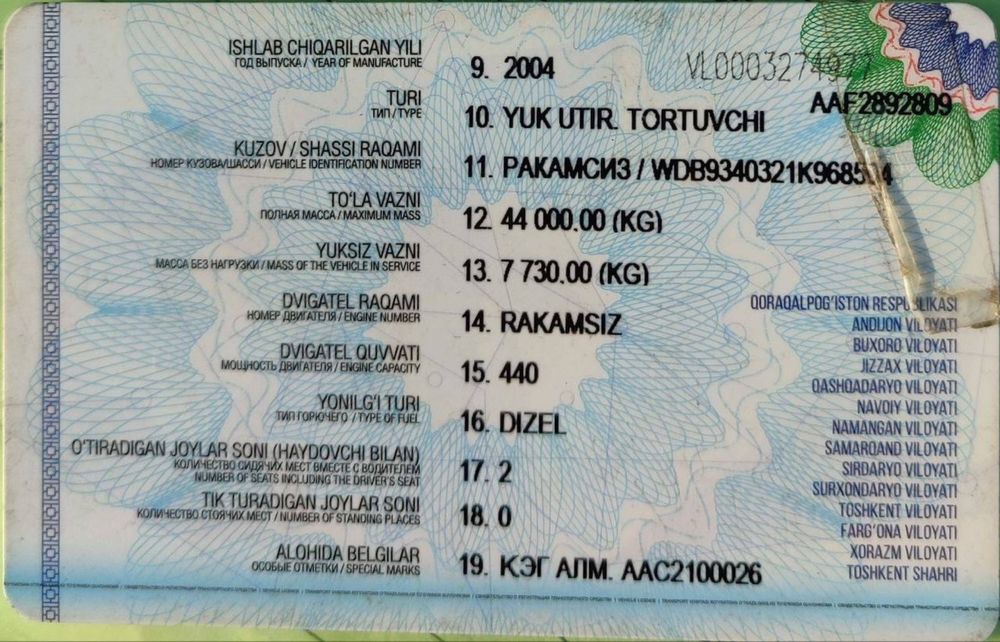 ISHLAB CHIQARILGAN YILI
ГОД ВЫПУСКА / YEAR OF MANUFACTURE
9. 2004
AAF2892809
TURI
ТИП / TYPE
10. YUK UTIR. TORTUVCHI
KUZOV / SHASSI RAQAMI
НОМЕР КУЗОВА/ШАССИ / VEHICLE IDENTIFICATION NUMBER
11. РАКАМСИЗ /
TO‘LA VAZNI
ПОЛНАЯ МАССА / MAXIMUM MASS
12. 44 000.00 (KG)
YUKSIZ VAZNI
МАССА БЕЗ НАГРУЗКИ / MASS OF THE VEHICLE IN SERVICE
13. 7 730.00 (KG)
DVIGATEL RAQAMI
НОМЕР ДВИГАТЕЛЯ / ENGINE NUMBER
14. RAKAMSIZ
DVIGATEL QUVVATI
МОЩНОСТЬ ДВИГАТЕЛЯ / ENGINE CAPACITY
15. 440
YONILG‘I TURI
ТИП ГОРЮЧЕГО / TYPE OF FUEL
16. DIZEL
O‘TIRADIGAN JOYLAR SONI (HAYDOVCHI BILAN)
КОЛИЧЕСТВО СИДЯЧИХ МЕСТ ВМЕСТЕ С ВОДИТЕЛЕМ
NUMBER OF SEATS INCLUDING THE DRIVER'S SEAT
17. 2
TIK TURADIGAN JOYLAR SONI
КОЛИЧЕСТВО СТОЯЧИХ МЕСТ / NUMBER OF STANDING PLACES
18. 0
ALOHIDA BELGILAR
ОСОБЫЕ ОТМЕТКИ / SPECIAL MARKS
19. КЭГ АЛМ. ААС2100026
QORAQALPOG‘ISTON RESPUBLIKASI
ANDIJON VILOYATI
BUXORO VILOYATI
JIZZAX VILOYATI
QASHQADARYO VILOYATI
NAVOIY VILOYATI
NAMANGAN VILOYATI
SAMARQAND VILOYATI
SIRDARYO VILOYATI
SURXONDARYO VILOYATI
TOSHKENT VILOYATI
FARG‘ONA VILOYATI
XORAZM VILOYATI
TOSHKENT SHAHRI